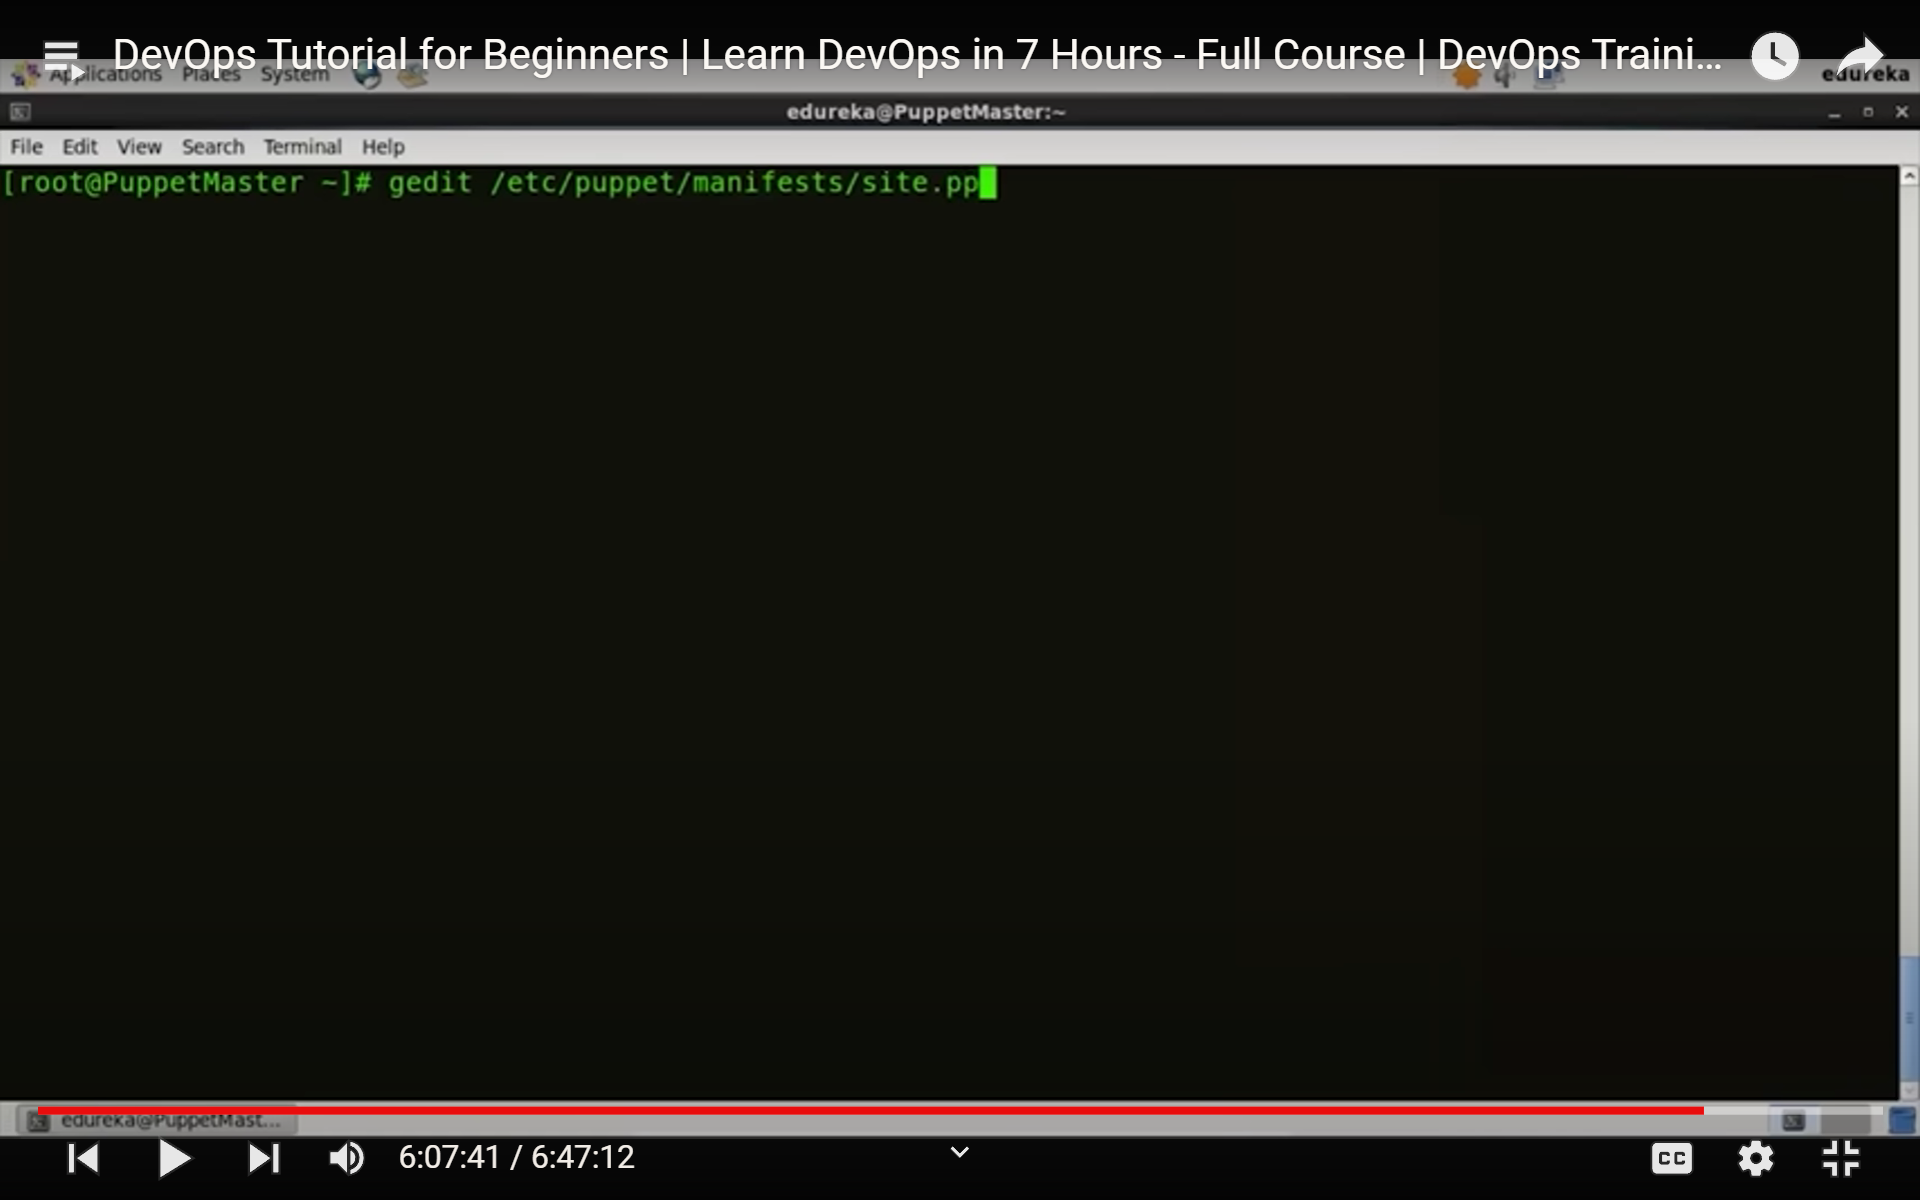 DevOps Tutorial for Beginners | Learn DevOps in 7 Hours - Full Course | DevOps Traini...
Applications Places System edureka
edureka@PuppetMaster:~
File Edit View Search Terminal Help
[root@PuppetMaster ~]# gedit /etc/puppet/manifests/site.pp
edureka@PuppetMast...
6:07:41 / 6:47:12
CC